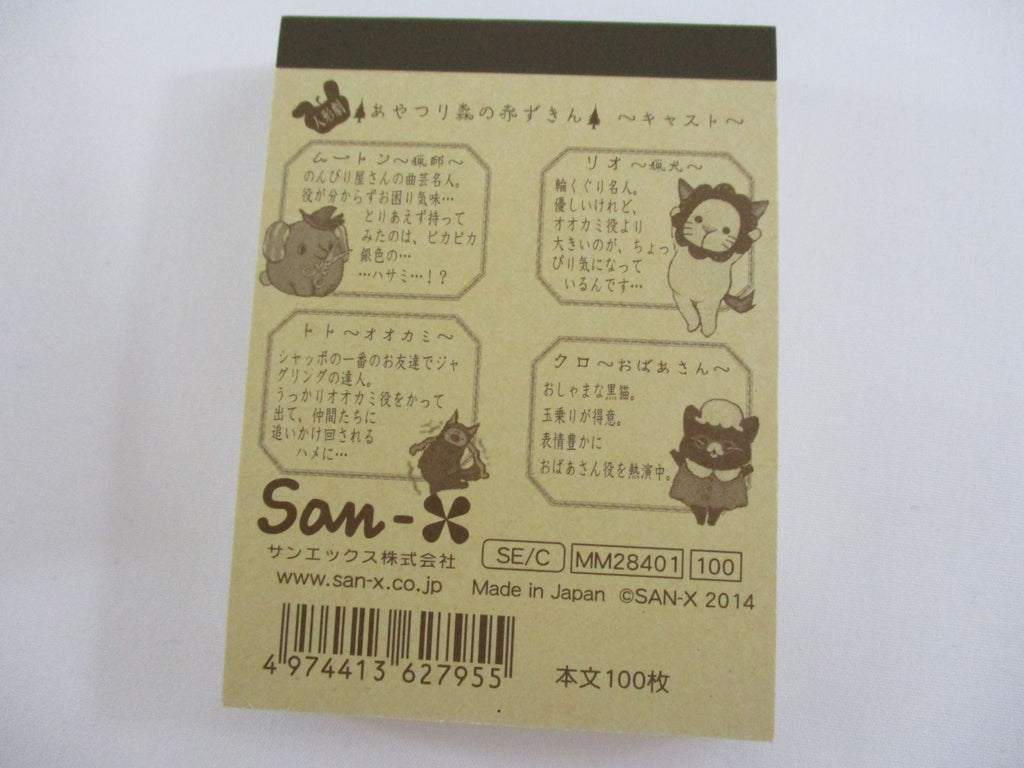 人形劇
あやつり森の赤ずきん ～キャスト～
ムートン～猟師～
のんびり屋さんの曲芸名人。
役が分からずお困り気味…
とりあえず持って
みたのは、ピカピカ
銀色の…
…ハサミ…！？
リオ～猟犬～
輪くぐり名人。
優しいけれど、
オオカミ役より
大きいのが、ちょっ
ぴり気になって
いるんです…
トト～オオカミ～
シャッポの一番のお友達でジャ
グリングの達人。
うっかりオオカミ役をかって
出て、仲間たちに
追いかけ回される
ハメに…
クロ～おばあさん～
おしゃまな黒猫。
玉乗りが得意。
表情豊かに
おばあさん役を熱演中。
San-X
サンエックス株式会社
www.san-x.co.jp
SE/C MM28401 100
Made in Japan ©SAN-X 2014
4 974413 627955
本文100枚